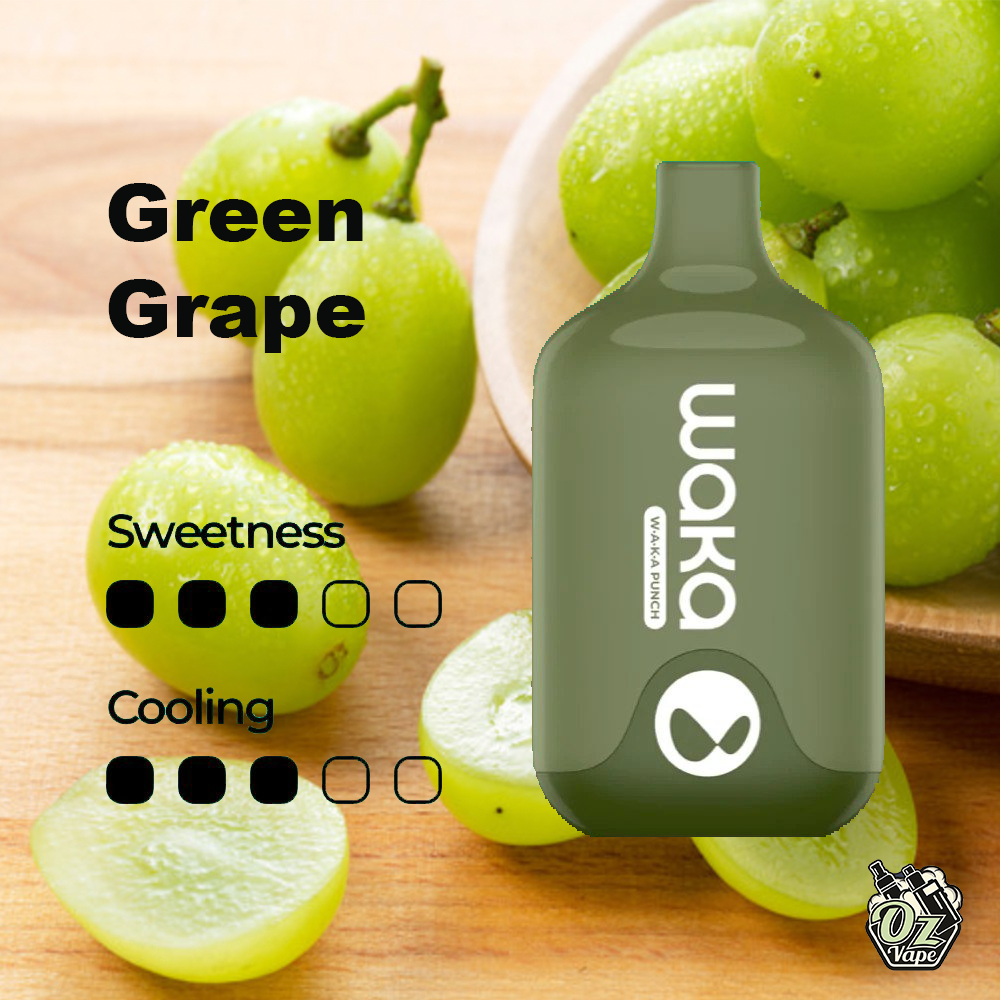 Green
Grape
Sweetness
Cooling
waka
W·A·K·A PUNCH
Oz
Vape